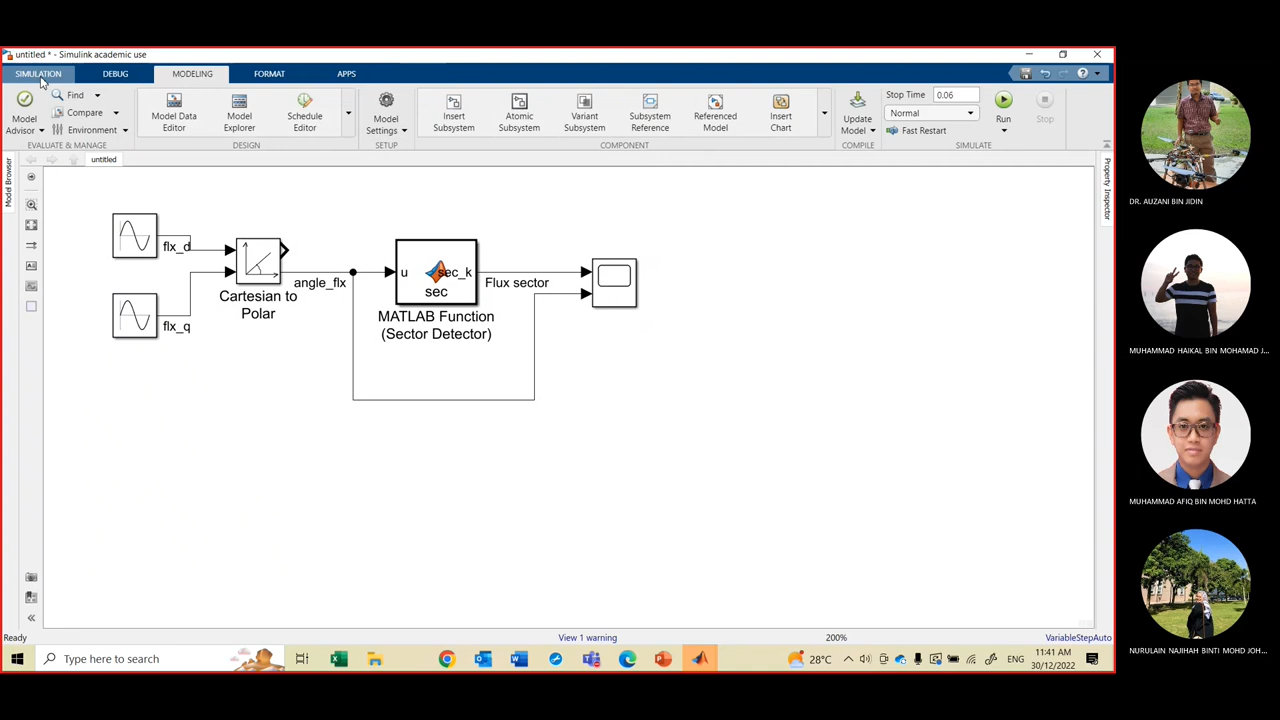 untitled * - Simulink academic use
SIMULATION
DEBUG
MODELING
FORMAT
APPS
Model Advisor
Find
Compare
Environment
EVALUATE & MANAGE
Model Data Editor
Model Explorer
Schedule Editor
DESIGN
Model Settings
SETUP
Insert Subsystem
Atomic Subsystem
Variant Subsystem
Subsystem Reference
Referenced Model
Insert Chart
COMPONENT
Update Model
COMPILE
Stop Time 0.06
Normal
Fast Restart
Run
Stop
SIMULATE
Model Browser
untitled
Property Inspector
flx_d
flx_q
Cartesian to
Polar
angle_flx
u
sec_k
sec
MATLAB Function
(Sector Detector)
Flux sector
Ready
View 1 warning
200%
VariableStepAuto
Type here to search
28°C
ENG
11:41 AM
30/12/2022
DR. AUZANI BIN JIDIN
MUHAMMAD HAIKAL BIN MOHAMAD J...
MUHAMMAD AFIQ BIN MOHD HATTA
NURULAIN NAJIHAH BINTI MOHD JOH...